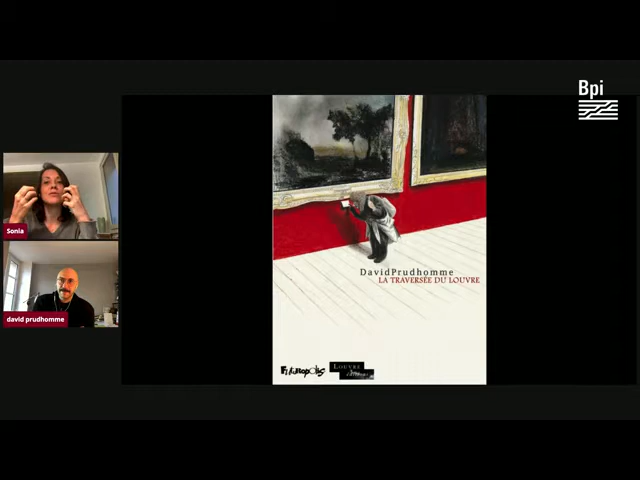 Bpi
Sonia
david prudhomme
DavidPrudhomme
LA TRAVERSÉE DU LOUVRE
Futuropolis
LOUVRE